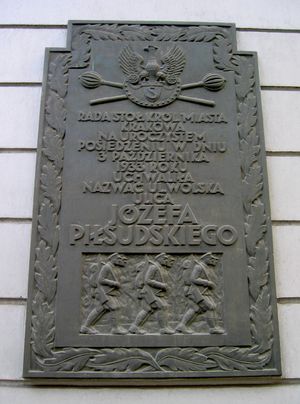 S
RADA STOŁ. KRÓL. MIASTA
KRAKOWA
NA UROCZYSTEM
POSIEDZENIU W DNIU
3 PAŹDZIERNIKA
1933 ROKU
UCHWALIŁA
NAZWAĆ UL. WOLSKĄ
ULICĄ
JÓZEFA
PIŁSUDSKIEGO